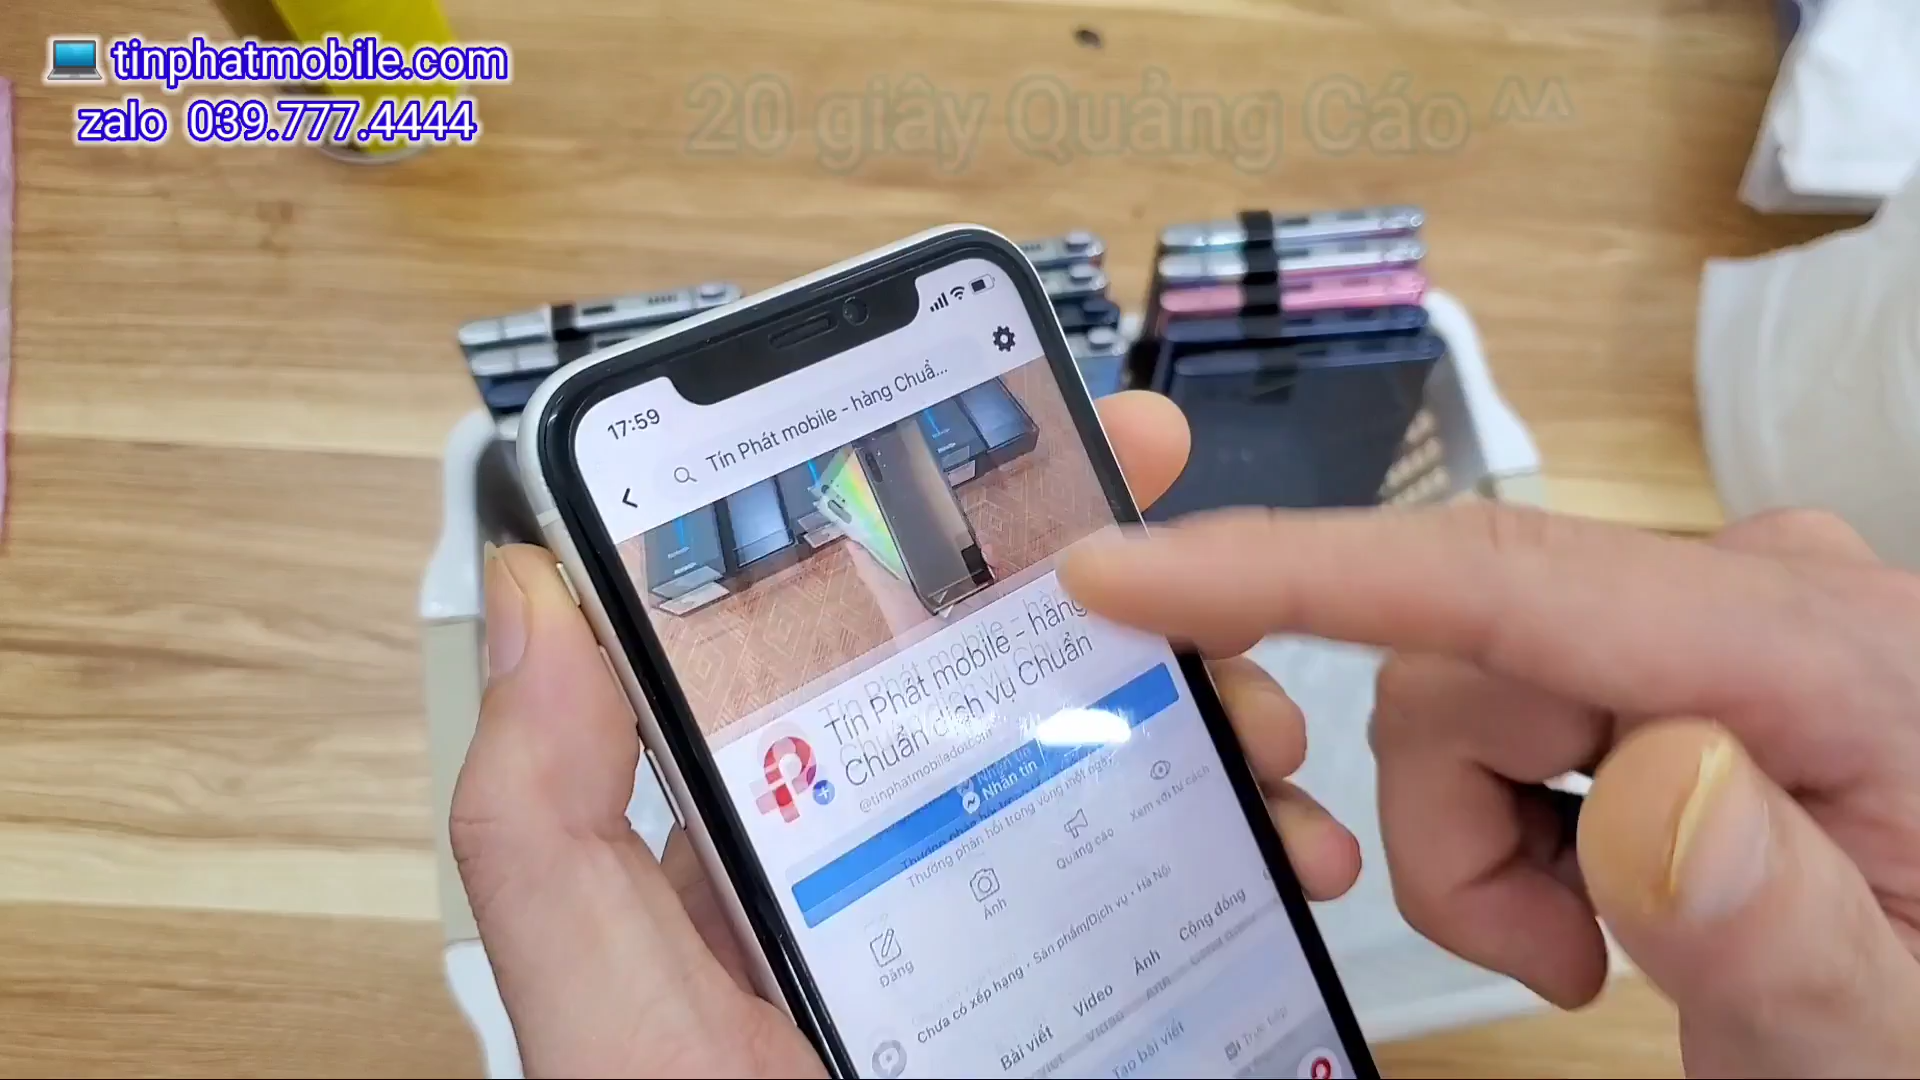 tinphatmobile.com
zalo 039.777.4444
20 giây Quảng Cáo ^^
17:59
Tín Phát mobile - hàng Chuẩ...
Tín Phát mobile - hàng
Chuẩn dịch vụ Chuẩn
@tinphatmobiledotcom
Nhắn tin
Thường phản hồi trong vòng một ngày
Đăng
Ảnh
Quảng cáo
Xem với tư cách
Chưa có xếp hạng · Sản phẩm/Dịch vụ · Hà Nội
Bài viết
Video
Ảnh
Cộng đồng
Tạo bài viết
Trực tiếp